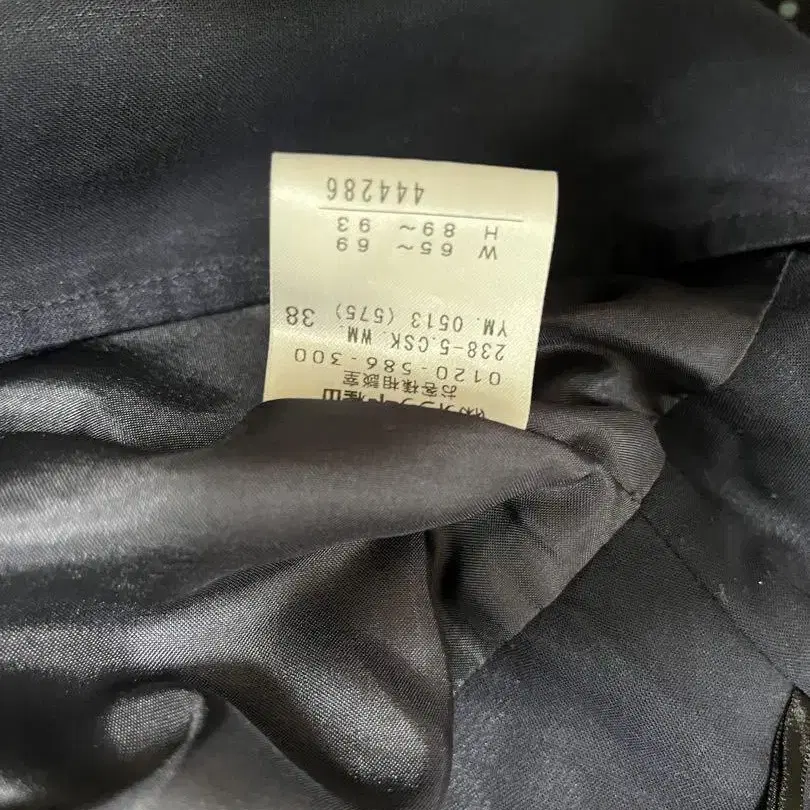 お客様相談室
0120-586-300
238-5.CSK.WM.
YM. 0513 (575) 38
W 65～ 69
H 89～ 93
444286